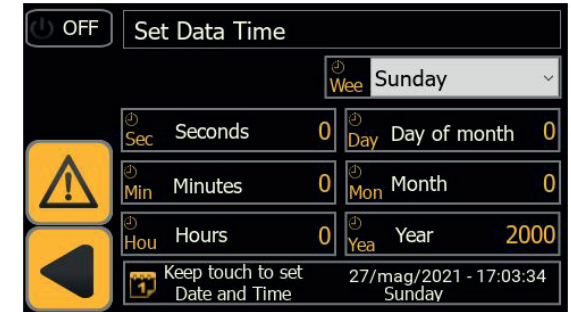 OFF
Set Data Time
Wee Sunday
Sec Seconds 0
Day Day of month 0
Min Minutes 0
Mon Month 0
Hou Hours 0
Yea Year 2000
1
Keep touch to set
Date and Time
27/mag/2021 - 17:03:34
Sunday